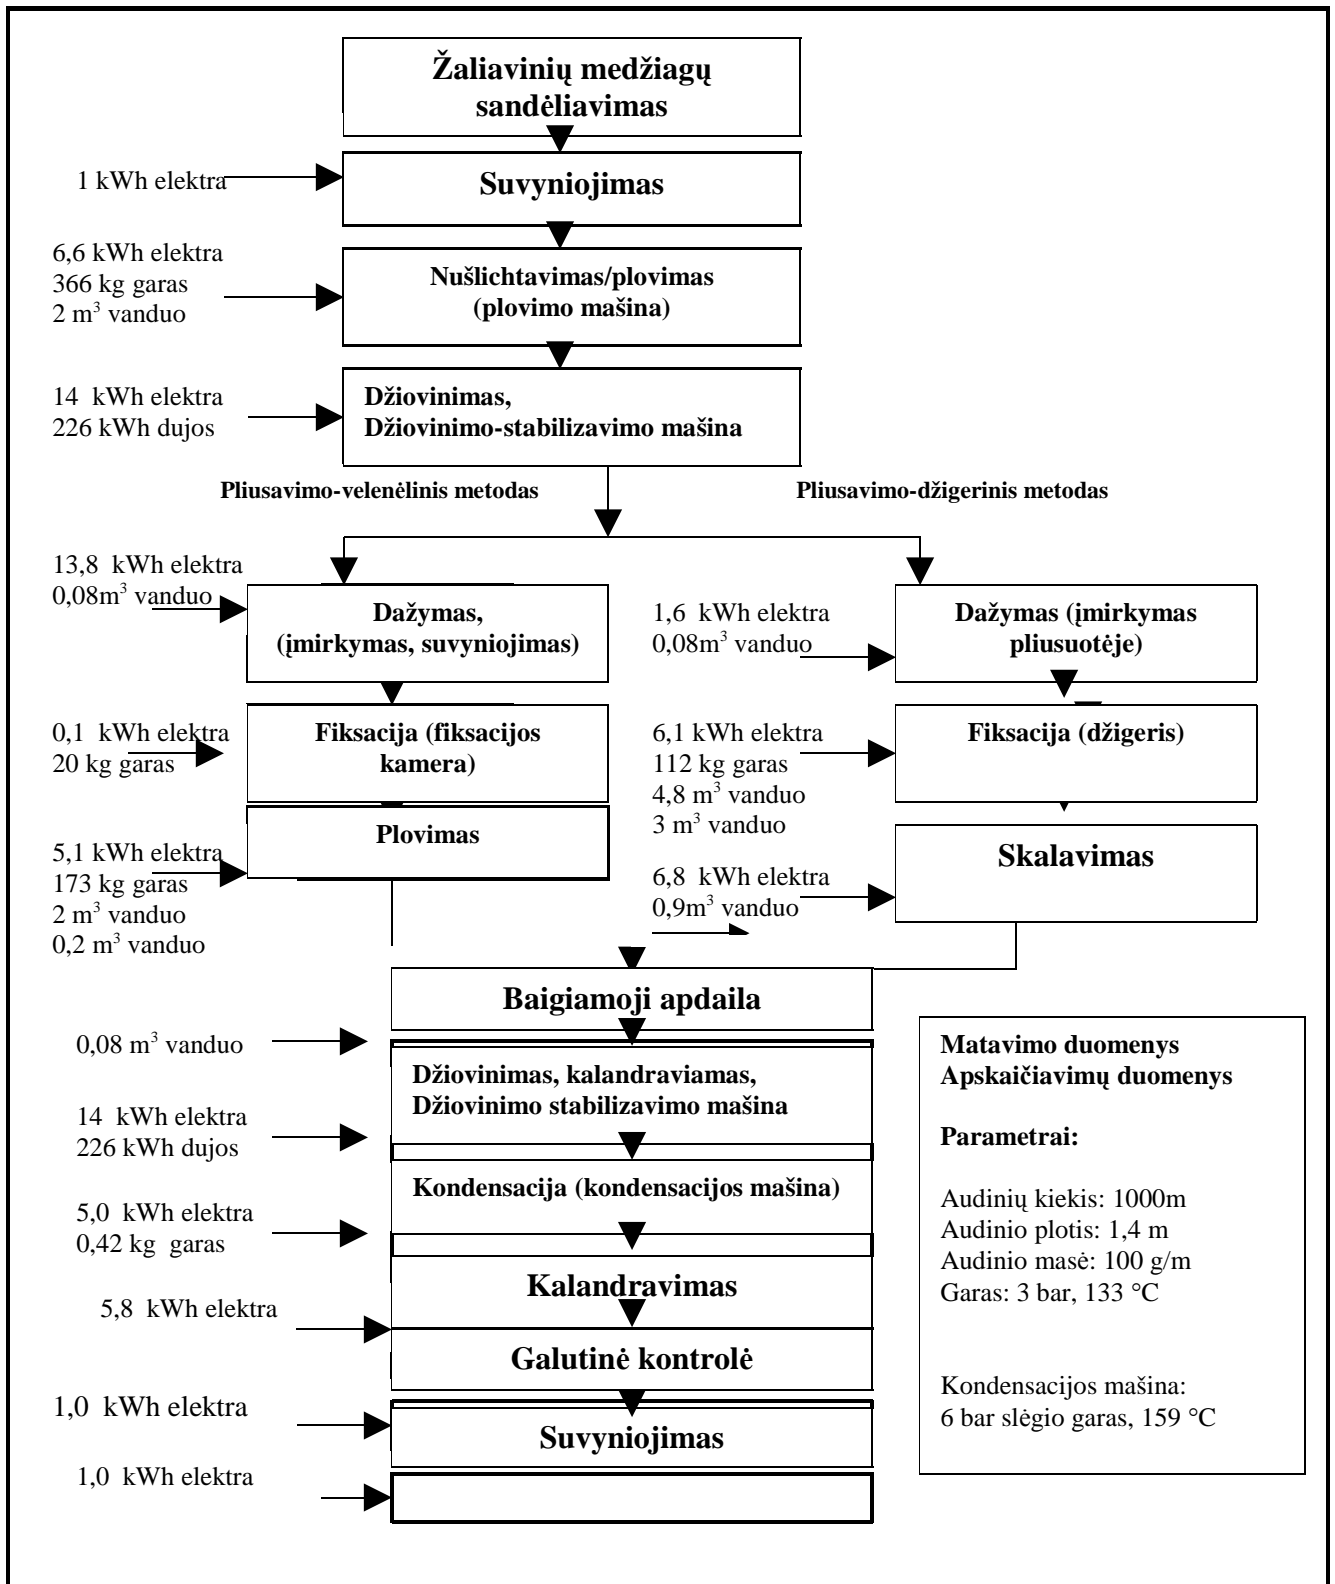 Žaliavinių medžiagų
sandėliavimas
1 kWh elektra
Suvyniojimas
6,6 kWh elektra
366 kg garas
2 m³ vanduo
Nušlichtavimas/plovimas
(plovimo mašina)
14 kWh elektra
226 kWh dujos
Džiovinimas,
Džiovinimo-stabilizavimo mašina
Pliusavimo-velenėlinis metodas
Pliusavimo-džigerinis metodas
13,8 kWh elektra
0,08m³ vanduo
Dažymas,
(įmirkymas, suvyniojimas)
1,6 kWh elektra
0,08m³ vanduo
Dažymas (įmirkymas
pliusuotėje)
0,1 kWh elektra
20 kg garas
Fiksacija (fiksacijos
kamera)
6,1 kWh elektra
112 kg garas
4,8 m³ vanduo
3 m³ vanduo
Fiksacija (džigeris)
5,1 kWh elektra
173 kg garas
2 m³ vanduo
0,2 m³ vanduo
Plovimas
6,8 kWh elektra
0,9m³ vanduo
Skalavimas
Baigiamoji apdaila
0,08 m³ vanduo
Džiovinimas, kalandraviamas,
Džiovinimo stabilizavimo mašina
14 kWh elektra
226 kWh dujos
Kondensacija (kondensacijos mašina)
5,0 kWh elektra
0,42 kg garas
Kalandravimas
5,8 kWh elektra
Galutinė kontrolė
1,0 kWh elektra
Suvyniojimas
1,0 kWh elektra
Matavimo duomenys
Apskaičiavimų duomenys
Parametrai:
Audinių kiekis: 1000m
Audinio plotis: 1,4 m
Audinio masė: 100 g/m
Garas: 3 bar, 133 °C
Kondensacijos mašina:
6 bar slėgio garas, 159 °C